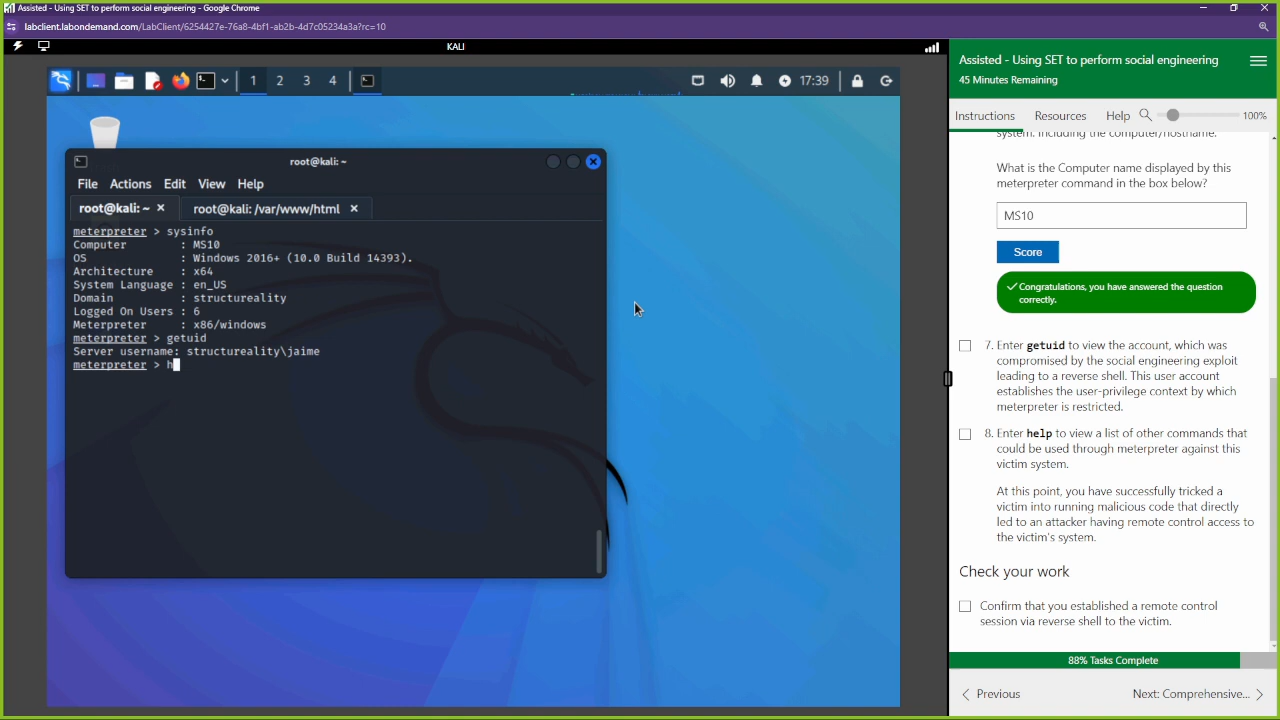 Assisted - Using SET to perform social engineering - Google Chrome
labclient.labondemand.com/LabClient/6254427e-76a8-4bf1-ab2b-4d7c05234a3a?rc=10
KALI
1 2 3 4
17:39
root@kali: ~
File Actions Edit View Help
root@kali: ~ × root@kali: /var/www/html ×
meterpreter > sysinfo
Computer : MS10
OS : Windows 2016+ (10.0 Build 14393).
Architecture : x64
System Language : en_US
Domain : structureality
Logged On Users : 6
Meterpreter : x86/windows
meterpreter > getuid
Server username: structureality\jaime
meterpreter > h
Assisted - Using SET to perform social engineering
45 Minutes Remaining
Instructions Resources Help 100%
system. Including the computer/hostname.
What is the Computer name displayed by this
meterpreter command in the box below?
MS10
Score
Congratulations, you have answered the question
correctly.
7. Enter getuid to view the account, which was
compromised by the social engineering exploit
leading to a reverse shell. This user account
establishes the user-privilege context by which
meterpreter is restricted.
8. Enter help to view a list of other commands that
could be used through meterpreter against this
victim system.
At this point, you have successfully tricked a
victim into running malicious code that directly
led to an attacker having remote control access to
the victim's system.
Check your work
Confirm that you established a remote control
session via reverse shell to the victim.
88% Tasks Complete
Previous Next: Comprehensive...